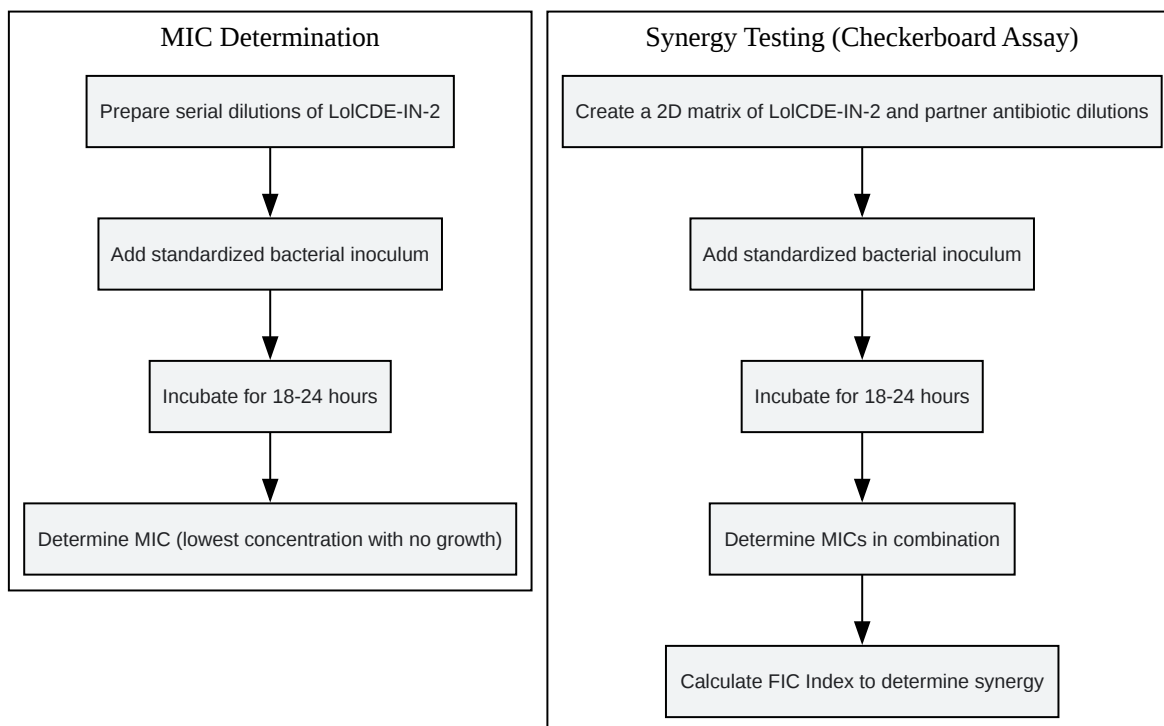 MIC Determination
Prepare serial dilutions of LolCDE-IN-2
Add standardized bacterial inoculum
Incubate for 18-24 hours
Determine MIC (lowest concentration with no growth)
Synergy Testing (Checkerboard Assay)
Create a 2D matrix of LolCDE-IN-2 and partner antibiotic dilutions
Add standardized bacterial inoculum
Incubate for 18-24 hours
Determine MICs in combination
Calculate FIC Index to determine synergy